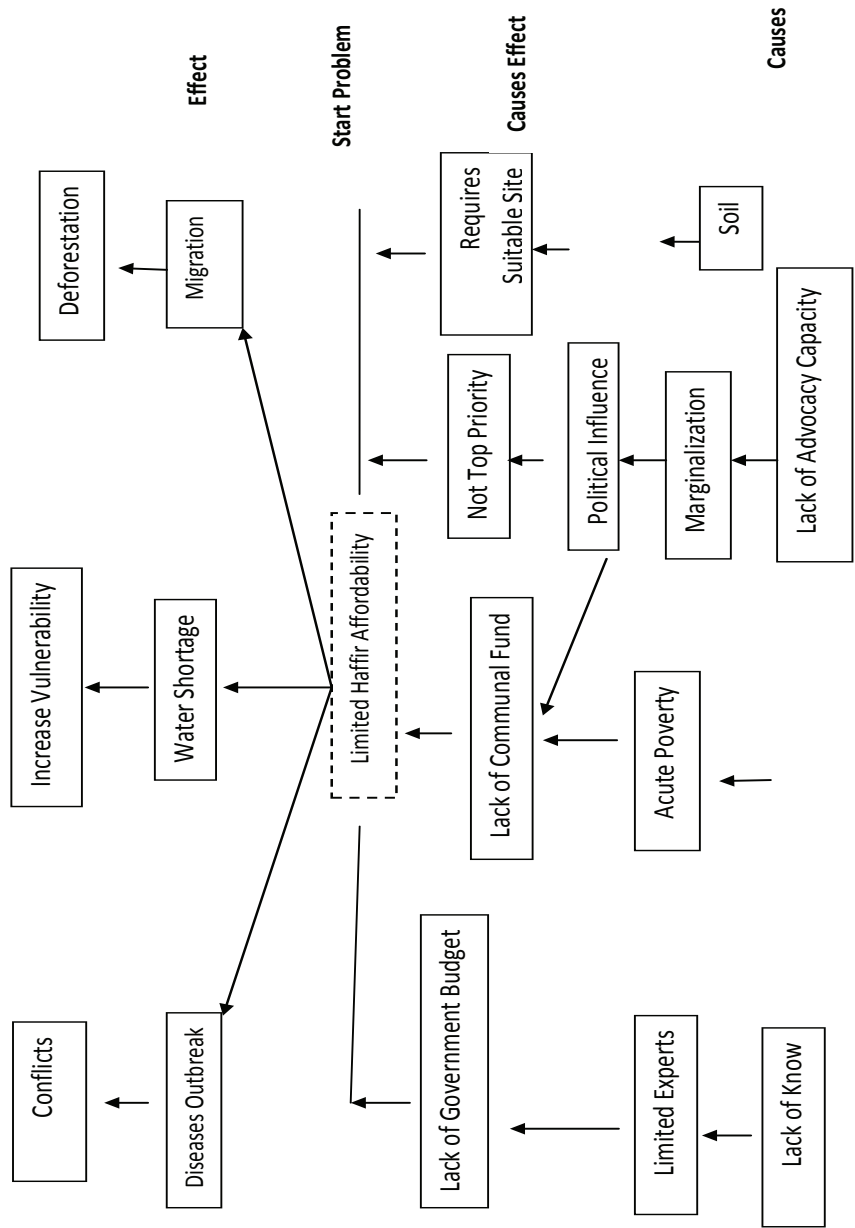 Conflicts
Increase Vulnerability
Deforestation
Effect
Diseases Outbreak
Water Shortage
Migration
Limited Haffir Affordability
Start Problem
Lack of Government Budget
Lack of Communal Fund
Not Top Priority
Requires
Suitable Site
Causes Effect
Limited Experts
Acute Poverty
Political Influence
Marginalization
Soil
Lack of Know
Lack of Advocacy Capacity
Causes